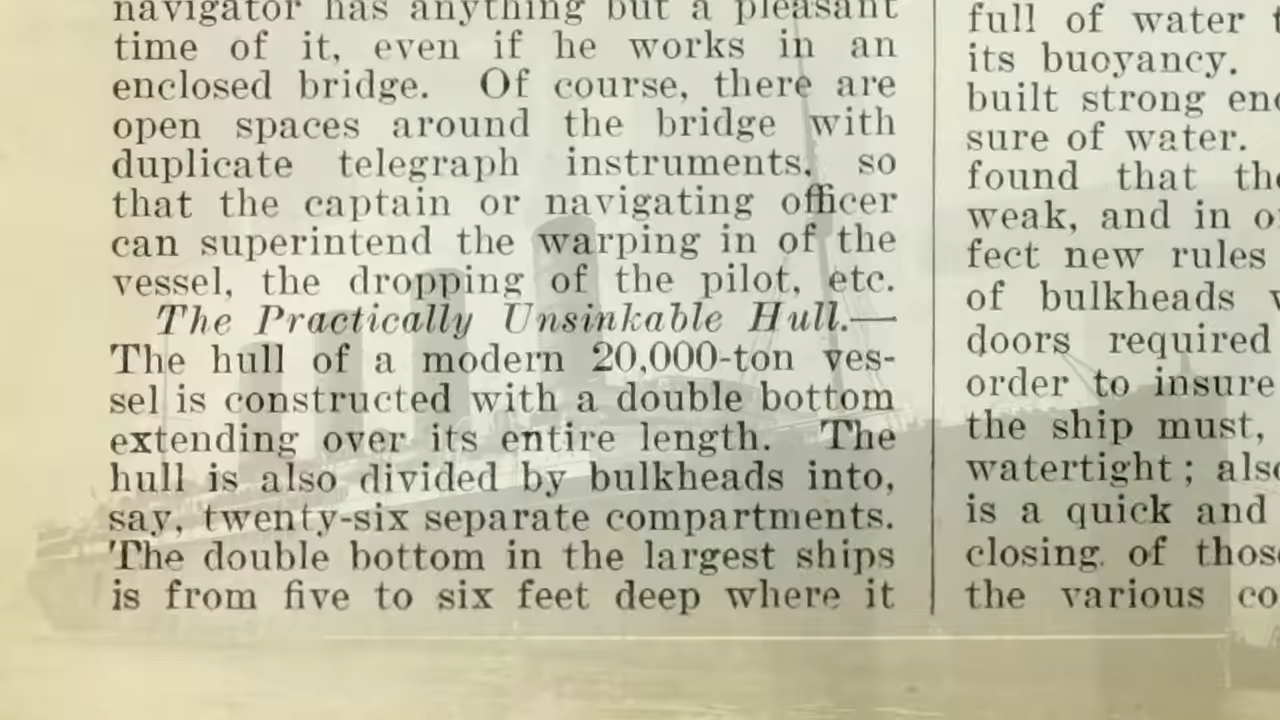 navigator has anything but a pleasant
time of it, even if he works in an
enclosed bridge. Of course, there are
open spaces around the bridge with
duplicate telegraph instruments, so
that the captain or navigating officer
can superintend the warping in of the
vessel, the dropping of the pilot, etc.
The Practically Unsinkable Hull.—
The hull of a modern 20,000-ton ves-
sel is constructed with a double bottom
extending over its entire length. The
hull is also divided by bulkheads into,
say, twenty-six separate compartments.
The double bottom in the largest ships
is from five to six feet deep where it
full of water
its buoyancy.
built strong
sure of water.
found that
weak, and in
fect new rules
of bulkheads
doors required
order to insure
the ship must,
watertight;
is a quick and
closing of
the various